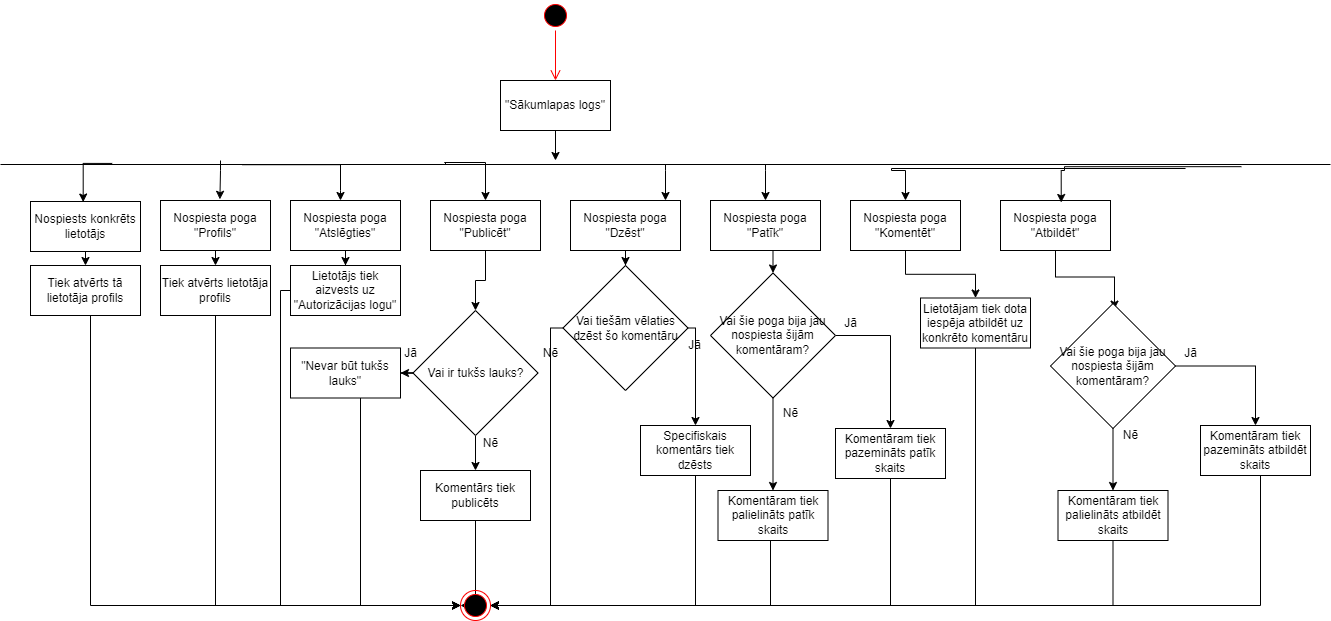 "Sākumlapas logs"
Nospiests konkrēts
lietotājs
Nospiesta poga
"Profils"
Nospiesta poga
"Atslēgties"
Nospiesta poga
"Publicēt"
Nospiesta poga
"Dzēst"
Nospiesta poga
"Patīk"
Nospiesta poga
"Komentēt"
Nospiesta poga
"Atbildēt"
Tiek atvērts tā
lietotāja profils
Tiek atvērts lietotāja
profils
Lietotājs tiek
aizvests uz
"Autorizācijas logu"
Vai tiešām vēlaties
dzēst šo komentāru
Nē
Jā
Vai šie poga bija jau
nospiesta šijām
komentāram?
Jā
Nē
Lietotājam tiek dota
iespēja atbildēt uz
konkrēto komentāru
Vai šie poga bija jau
nospiesta šijām
komentāram?
Jā
Nē
"Nevar būt tukšs
lauks"
Jā
Vai ir tukšs lauks?
Nē
Specifiskais
komentārs tiek
dzēsts
Komentāram tiek
pazemināts patīk
skaits
Komentāram tiek
pazemināts atbildēt
skaits
Komentārs tiek
publicēts
Komentāram tiek
palielināts patīk
skaits
Komentāram tiek
palielināts atbildēt
skaits